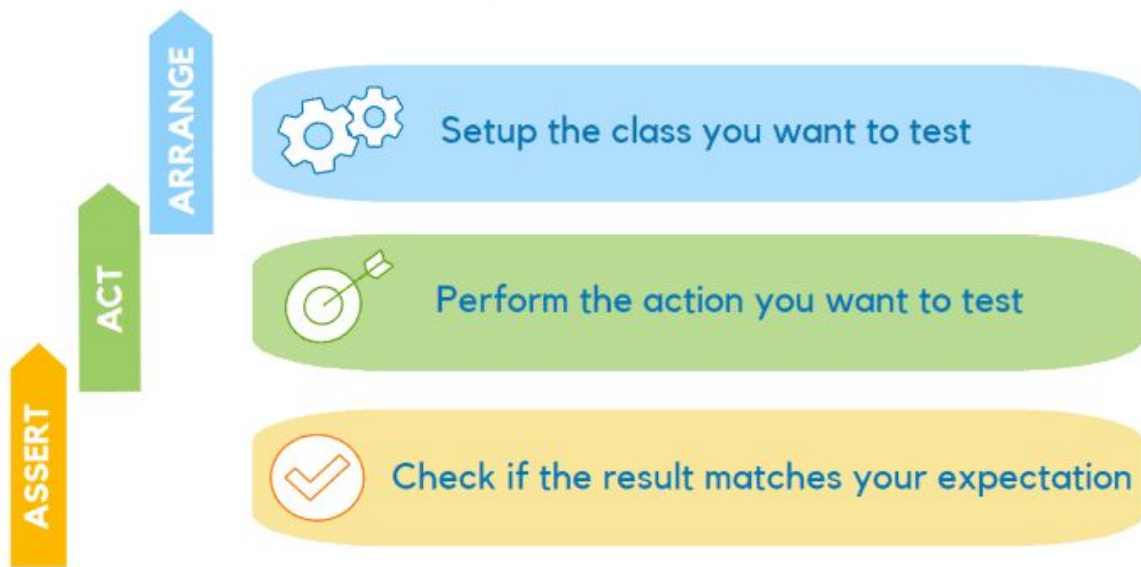 ARRANGE
Setup the class you want to test
ACT
Perform the action you want to test
ASSERT
Check if the result matches your expectation